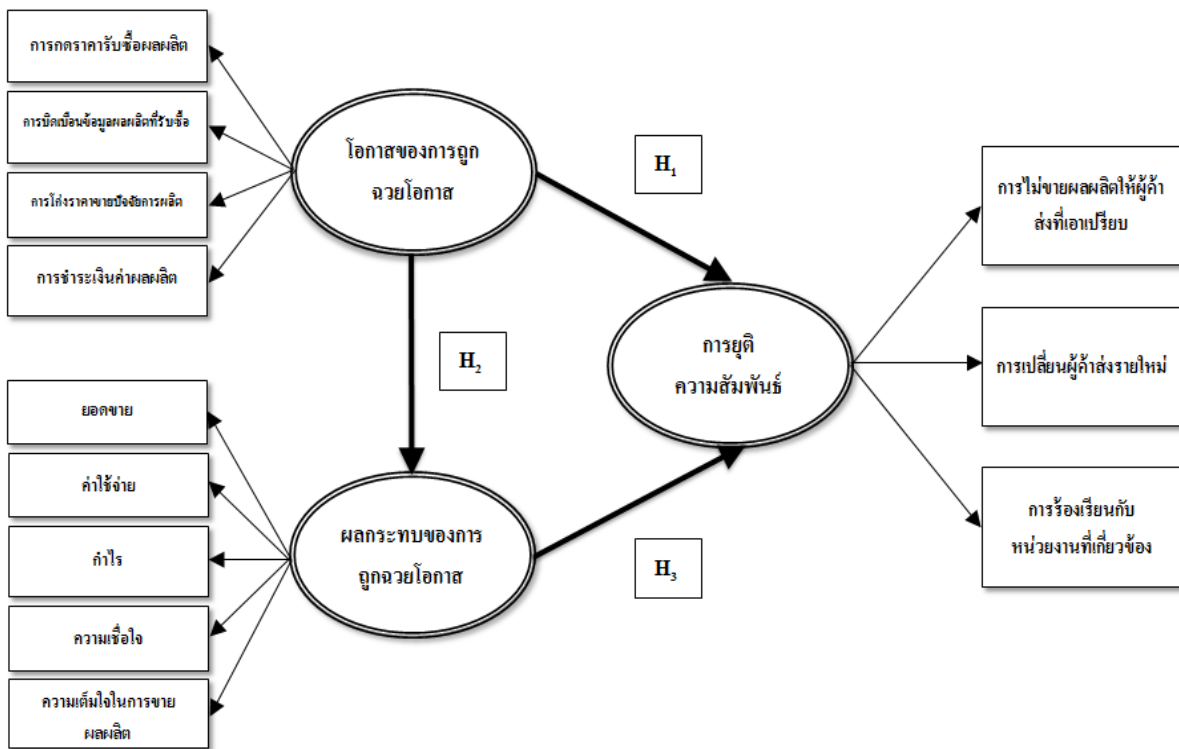 การกดราคารับซื้อผลผลิต
การบิดเบือนข้อมูลผลผลิตที่รับซื้อ
การโก่งราคาขายปัจจัยการผลิต
การชำระเงินค่าผลผลิต
โอกาสของการถูก
ฉวยโอกาส
H₁
H₂
การยุติ
ความสัมพันธ์
การไม่ขายผลผลิตให้ผู้ค้า
ส่งที่เอาเปรียบ
การเปลี่ยนผู้ค้าส่งรายใหม่
การร้องเรียนกับ
หน่วยงานที่เกี่ยวข้อง
ยอดขาย
ค่าใช้จ่าย
กำไร
ความเชื่อใจ
ความเต็มใจในการขาย
ผลผลิต
ผลกระทบของการ
ถูกฉวยโอกาส
H₃